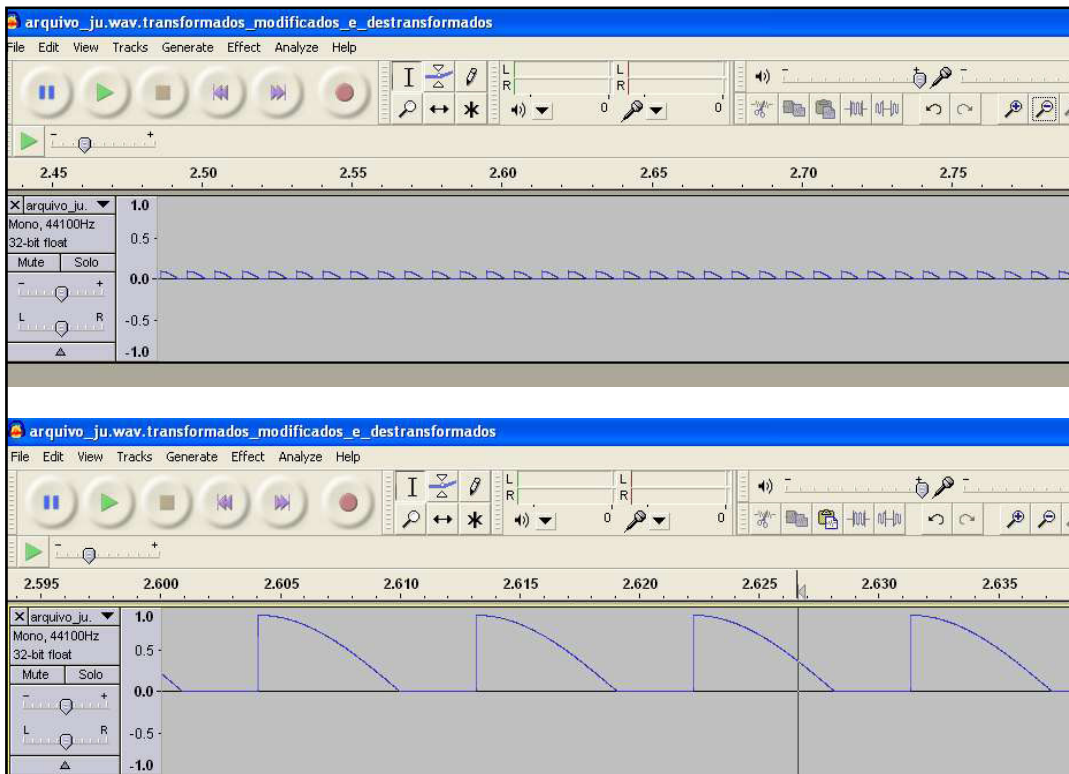 arquivo_ju.wav.transformados_modificados_e_destransformados
File Edit View Tracks Generate Effect Analyze Help
L L
R R
0 0
- +
2.45 2.50 2.55 2.60 2.65 2.70 2.75
X arquivo_ju. 1.0
Mono, 44100Hz
32-bit float 0.5
Mute Solo
- + 0.0
L R -0.5
-1.0
arquivo_ju.wav.transformados_modificados_e_destransformados
File Edit View Tracks Generate Effect Analyze Help
L L
R R
0 0
- +
2.595 2.600 2.605 2.610 2.615 2.620 2.625 2.630 2.635
X arquivo_ju. 1.0
Mono, 44100Hz
32-bit float 0.5
Mute Solo
- + 0.0
L R -0.5
-1.0